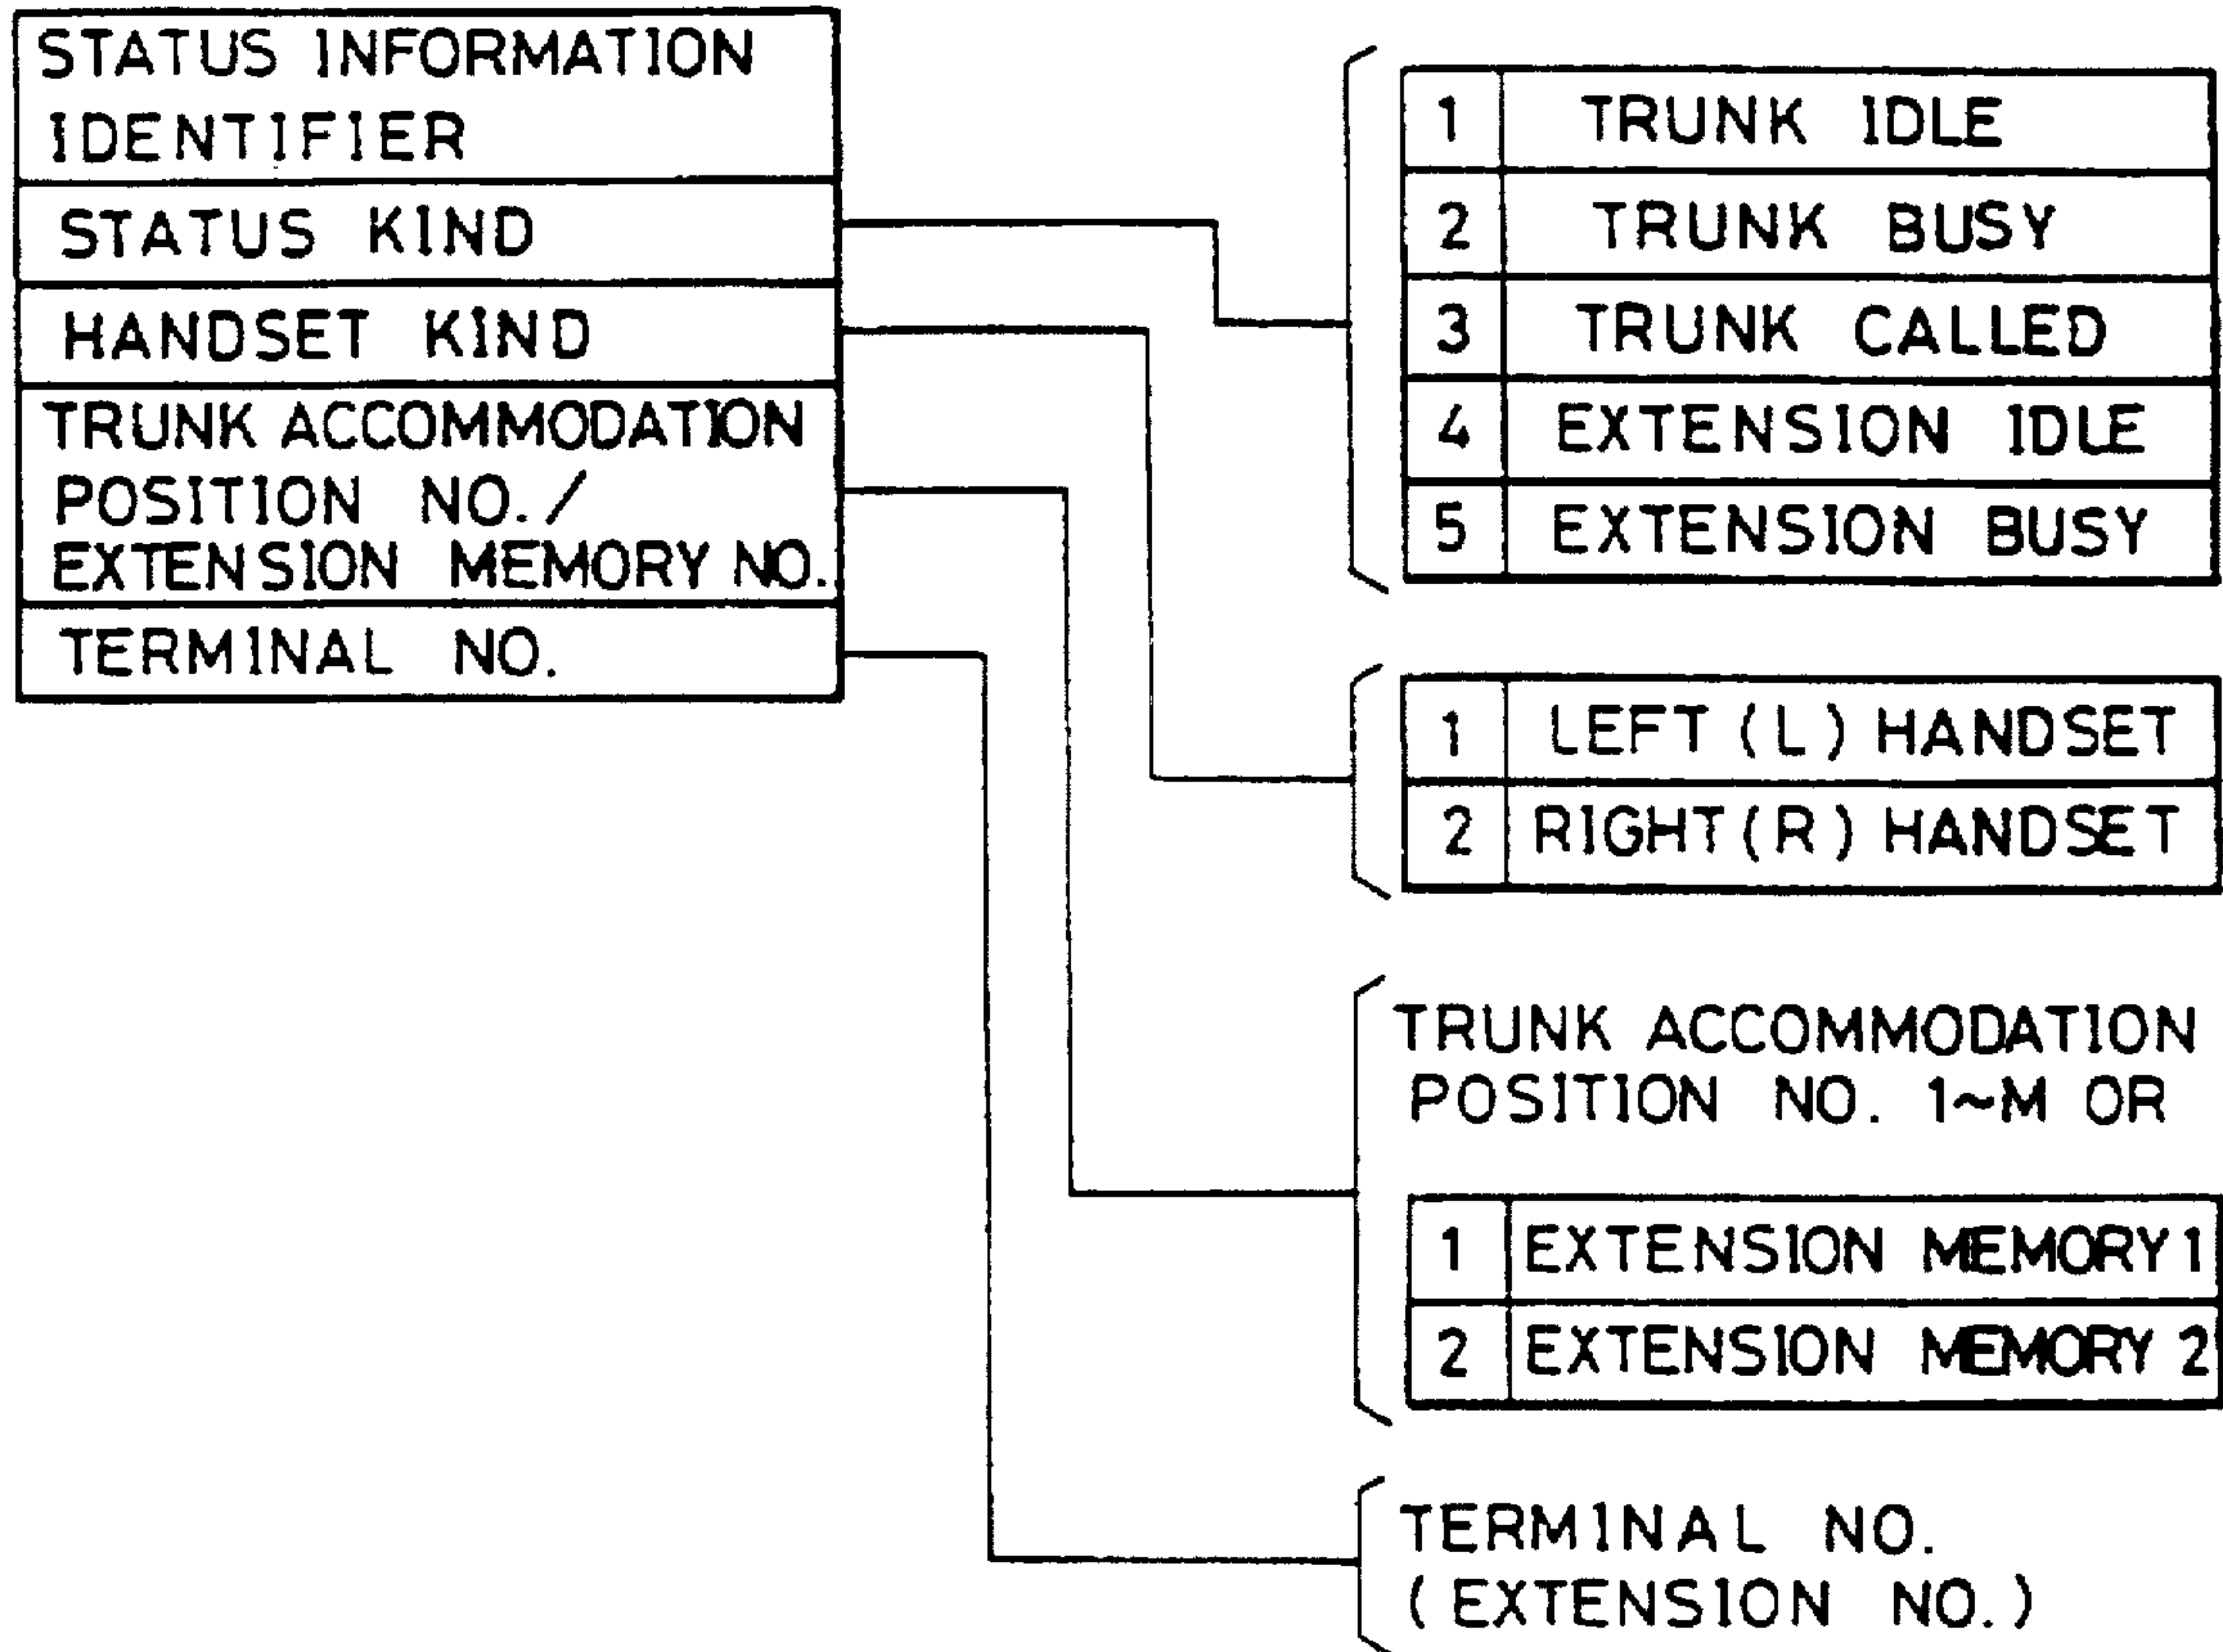 STATUS INFORMATION
IDENTIFIER
STATUS KIND
HANDSET KIND
TRUNK ACCOMMODATION
POSITION NO./
EXTENSION MEMORY NO.
TERMINAL NO.
1 TRUNK IDLE
2 TRUNK BUSY
3 TRUNK CALLED
4 EXTENSION IDLE
5 EXTENSION BUSY
1 LEFT (L) HANDSET
2 RIGHT (R) HANDSET
TRUNK ACCOMMODATION
POSITION NO. 1~M OR
1 EXTENSION MEMORY 1
2 EXTENSION MEMORY 2
TERMINAL NO.
(EXTENSION NO.)